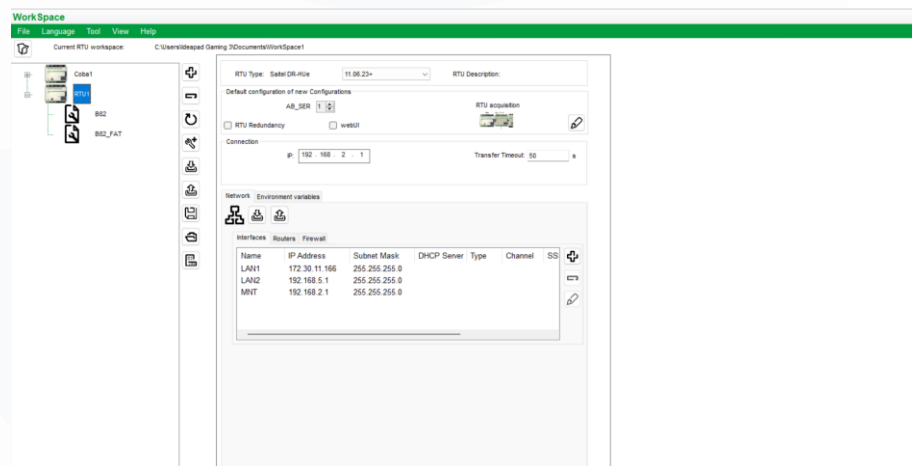 WorkSpace
File Language Tool View Help
Current RTU workspace: C:\Users\Ideapad Gaming 3\Documents\WorkSpace1
Coba1
RTU1
B82
B82_FAT
RTU Type: Saitel DR-HUe 11.06.23+ RTU Description:
Default configuration of new Configurations
AB_SER 1
RTU acquisition
RTU Redundancy webUI
Connection
IP: 192 . 168 . 2 . 1 Transfer Timeout: 50 s
Network Environment variables
Interfaces Routers Firewall
Name IP Address Subnet Mask DHCP Server Type Channel SS
LAN1 172.30.11.166 255.255.255.0
LAN2 192.168.5.1 255.255.255.0
MNT 192.168.2.1 255.255.255.0